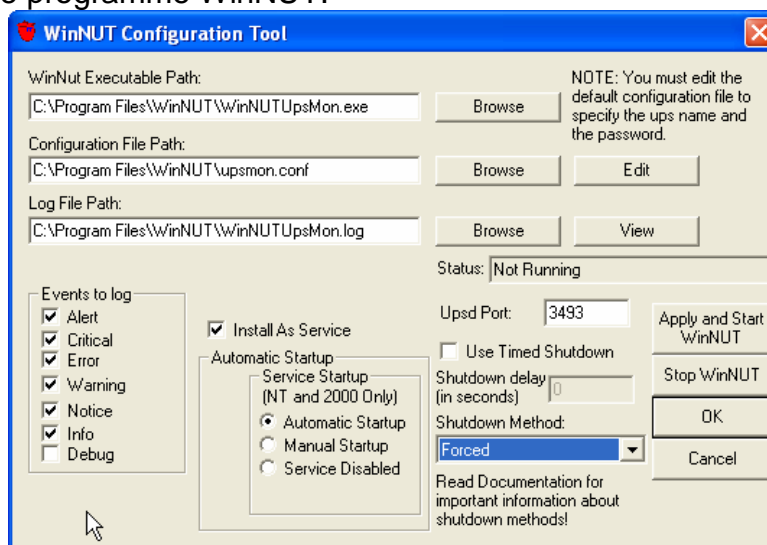 programme WinNUT:
WinNUT Configuration Tool
WinNut Executable Path:
C:\Program Files\WinNUT\WinNUTUpsMon.exe
Browse
NOTE: You must edit the
default configuration file to
specify the ups name and
the password.
Configuration File Path:
C:\Program Files\WinNUT\upsmon.conf
Browse
Edit
Log File Path:
C:\Program Files\WinNUT\WinNUTUpsMon.log
Browse
View
Status: Not Running
Events to log
Alert
Critical
Error
Warning
Notice
Info
Debug
Install As Service
Automatic Startup
Service Startup
(NT and 2000 Only)
Automatic Startup
Manual Startup
Service Disabled
Upsd Port: 3493
Use Timed Shutdown
Shutdown delay
(in seconds) 0
Shutdown Method:
Forced
Read Documentation for
important information about
shutdown methods!
Apply and Start
WinNUT
Stop WinNUT
OK
Cancel